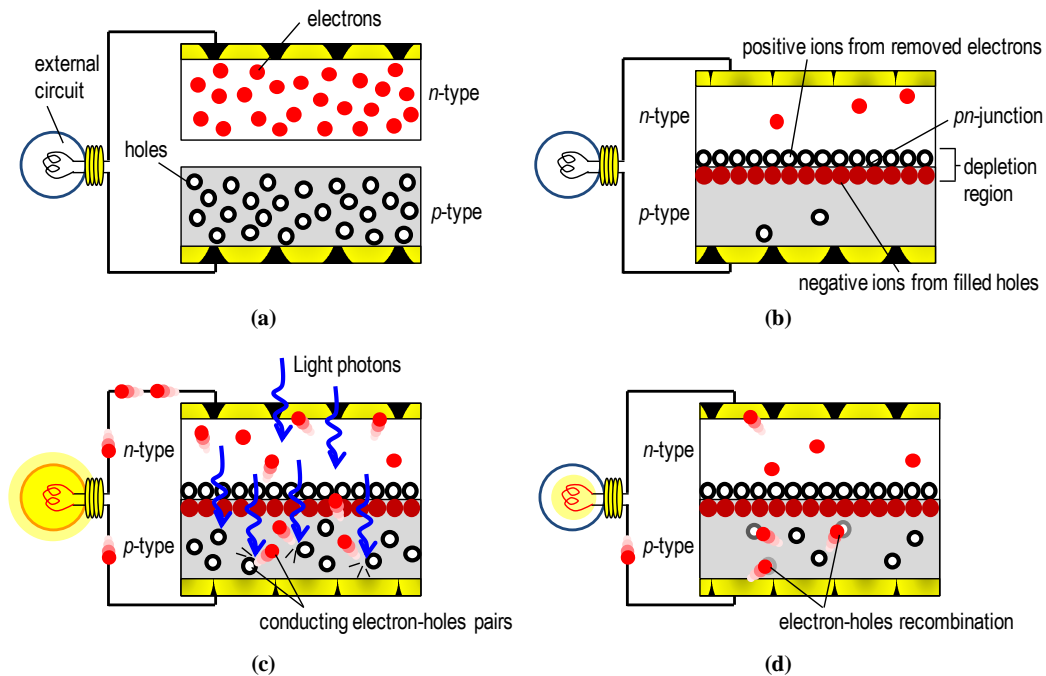 electrons
external
circuit
n-type
holes
p-type
(a)
positive ions from removed electrons
n-type
pn-junction
depletion
region
p-type
negative ions from filled holes
(b)
Light photons
n-type
p-type
conducting electron-holes pairs
(c)
n-type
p-type
electron-holes recombination
(d)